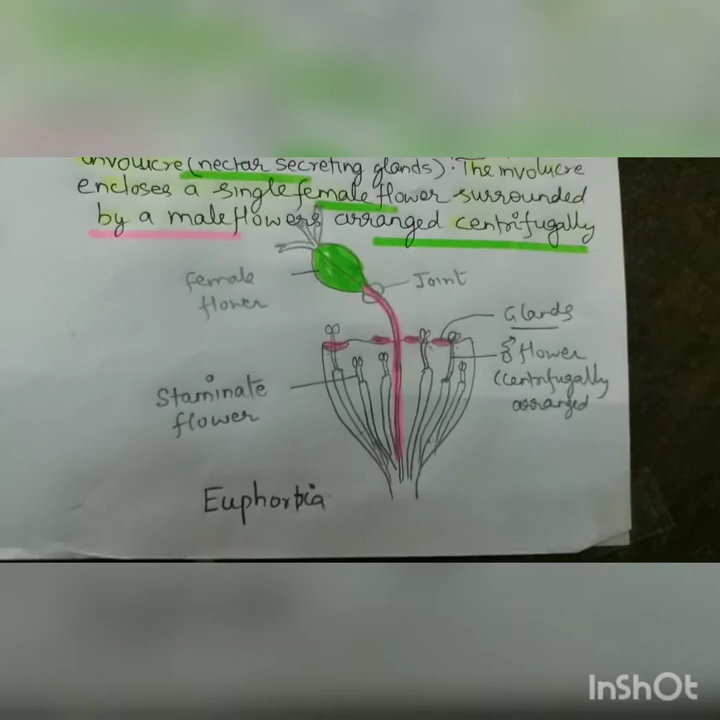 involucre (nectar secreting glands). The involucre
encloses a single female flower surrounded
by a male flowers arranged centrifugally
Female
flower
Joint
Glands
♂ flower
(centrifugally
arranged
Staminate
flower
Euphorbia
InShOt